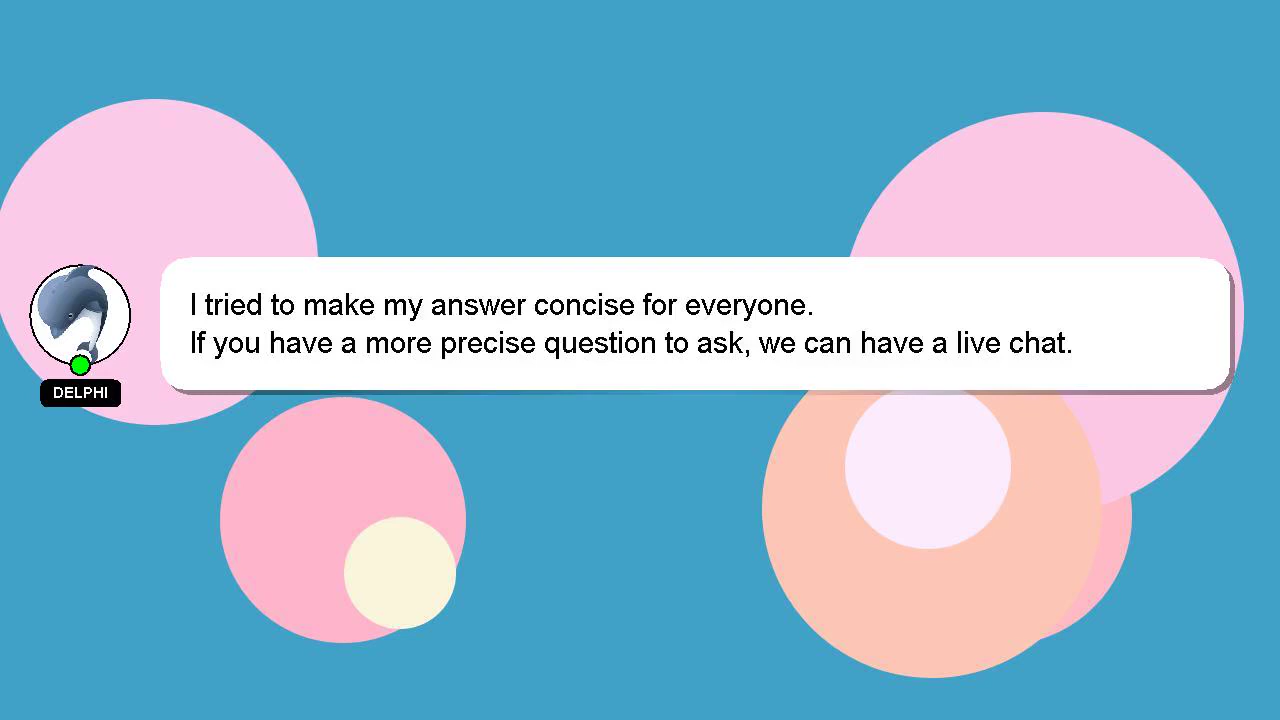 I tried to make my answer concise for everyone.
If you have a more precise question to ask, we can have a live chat.
DELPHI